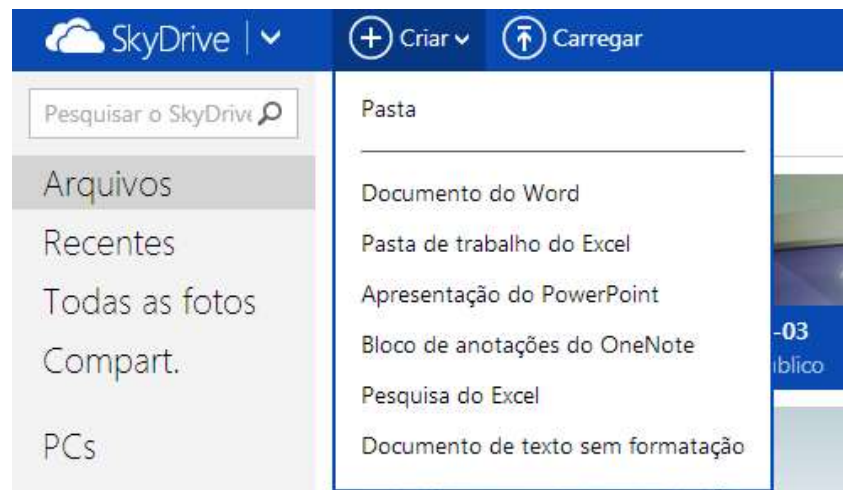 SkyDrive
Criar
Carregar
Pesquisar o SkyDrive
Arquivos
Recentes
Todas as fotos
Compart.
PCs
Pasta
Documento do Word
Pasta de trabalho do Excel
Apresentação do PowerPoint
Bloco de anotações do OneNote
Pesquisa do Excel
Documento de texto sem formatação
-03